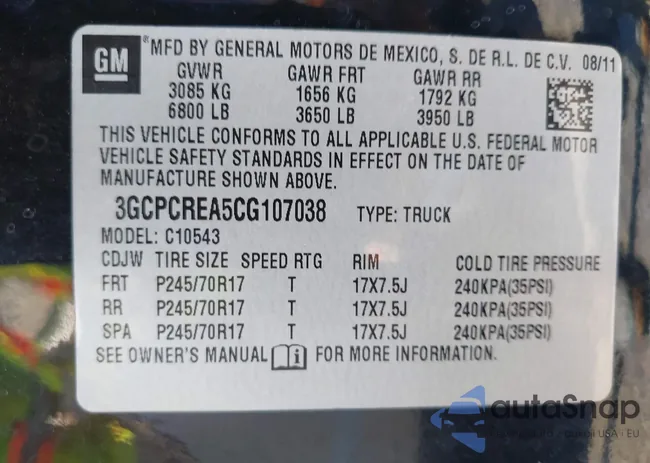 GM MFD BY GENERAL MOTORS DE MEXICO, S. DE R.L. DE C.V. 08/11
GVWR GAWR FRT GAWR RR
3085 KG 1656 KG 1792 KG
6800 LB 3650 LB 3950 LB
THIS VEHICLE CONFORMS TO ALL APPLICABLE U.S. FEDERAL MOTOR
VEHICLE SAFETY STANDARDS IN EFFECT ON THE DATE OF
MANUFACTURE SHOWN ABOVE.
3GCPCREA5CG107038 TYPE: TRUCK
MODEL: C10543
CDJW TIRE SIZE SPEED RTG RIM COLD TIRE PRESSURE
FRT P245/70R17 T 17X7.5J 240KPA(35PSI)
RR P245/70R17 T 17X7.5J 240KPA(35PSI)
SPA P245/70R17 T 17X7.5J 240KPA(35PSI)
SEE OWNER'S MANUAL i FOR MORE INFORMATION.
autoSnap